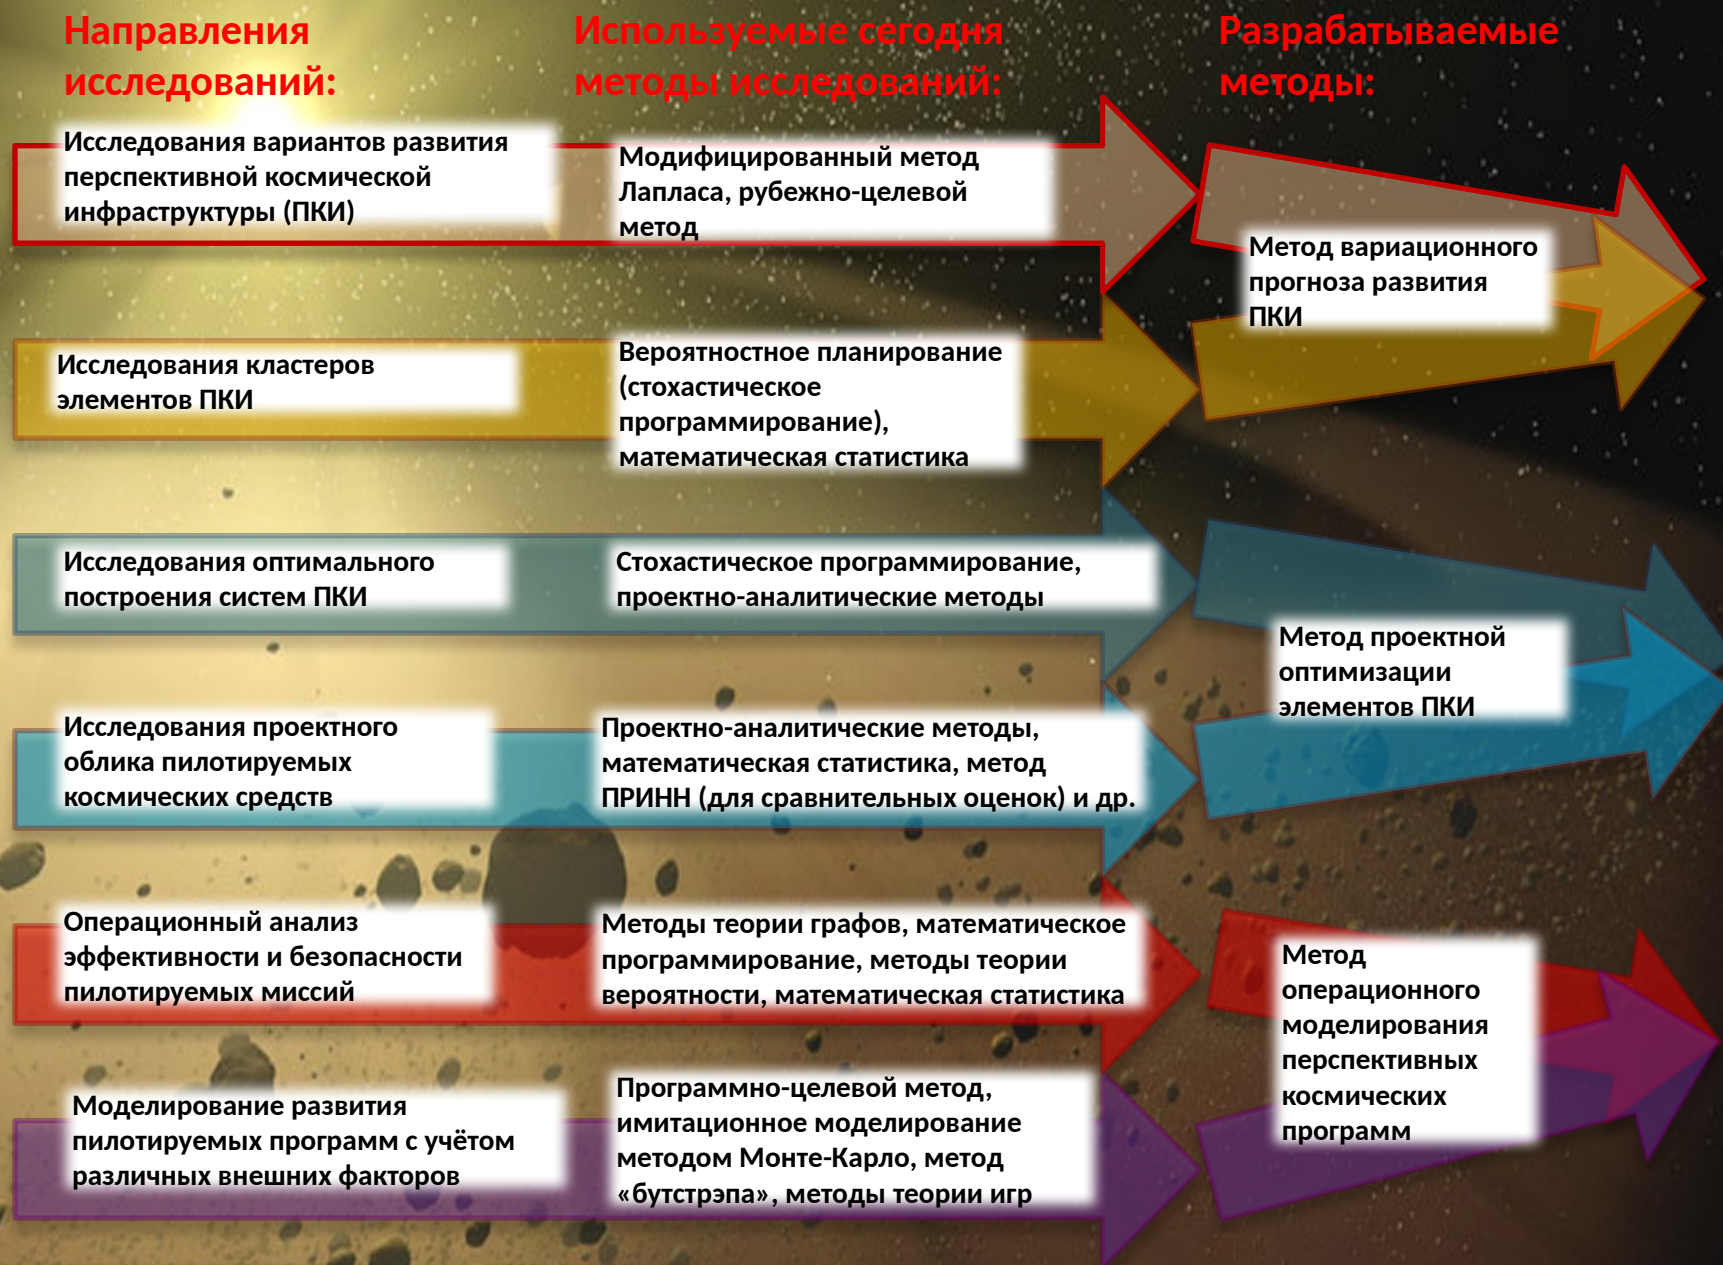 Направления
исследований:
Используемые сегодня
методы исследований:
Разрабатываемые
методы:
Исследования вариантов развития
перспективной космической
инфраструктуры (ПКИ)
Модифицированный метод
Лапласа, рубежно-целевой
метод
Метод вариационного
прогноза развития
ПКИ
Исследования кластеров
элементов ПКИ
Вероятностное планирование
(стохастическое
программирование),
математическая статистика
Исследования оптимального
построения систем ПКИ
Стохастическое программирование,
проектно-аналитические методы
Метод проектной
оптимизации
элементов ПКИ
Исследования проектного
облика пилотируемых
космических средств
Проектно-аналитические методы,
математическая статистика, метод
ПРИНН (для сравнительных оценок) и др.
Операционный анализ
эффективности и безопасности
пилотируемых миссий
Методы теории графов, математическое
программирование, методы теории
вероятности, математическая статистика
Метод
операционного
моделирования
перспективных
космических
программ
Моделирование развития
пилотируемых программ с учётом
различных внешних факторов
Программно-целевой метод,
имитационное моделирование
методом Монте-Карло, метод
«бутстрэпа», методы теории игр